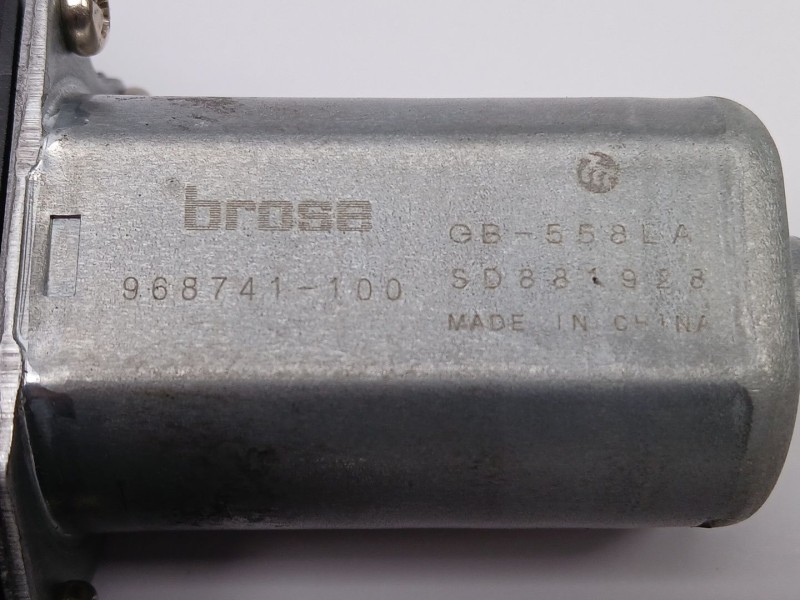 brose
968741-100
GB-558LA
SD881928
MADE IN CHINA